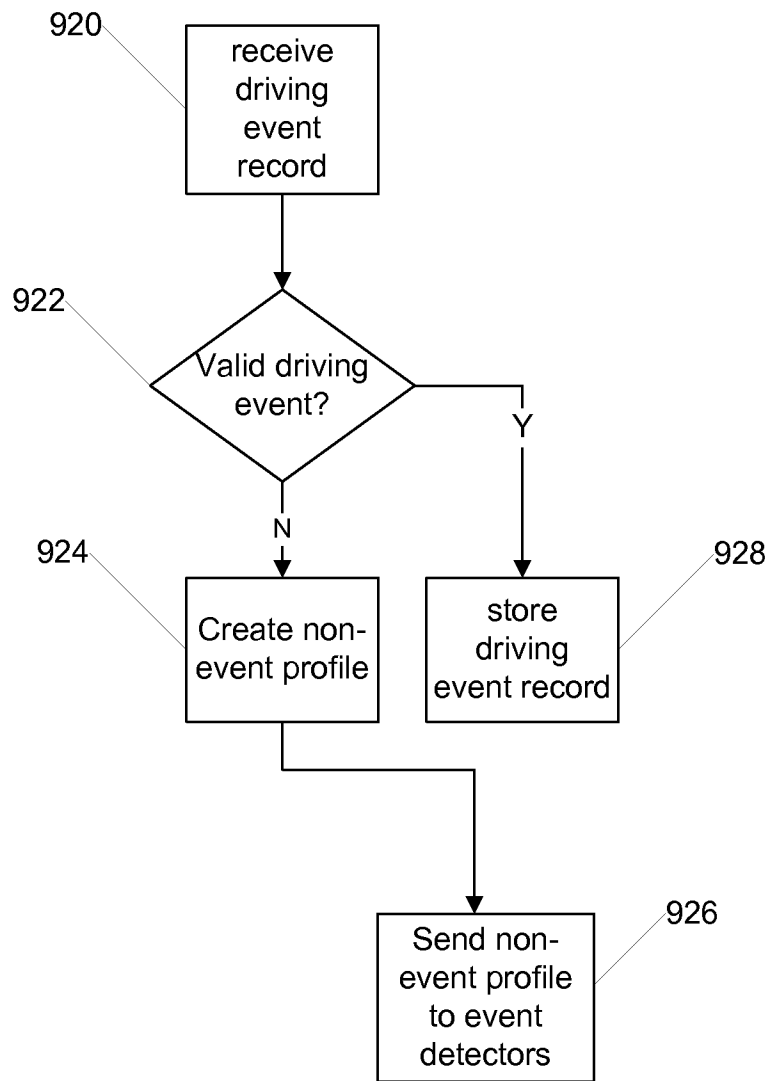 920
receive
driving
event
record
922
Valid driving
event?
Y
N
924
Create non-
event profile
928
store
driving
event record
926
Send non-
event profile
to event
detectors